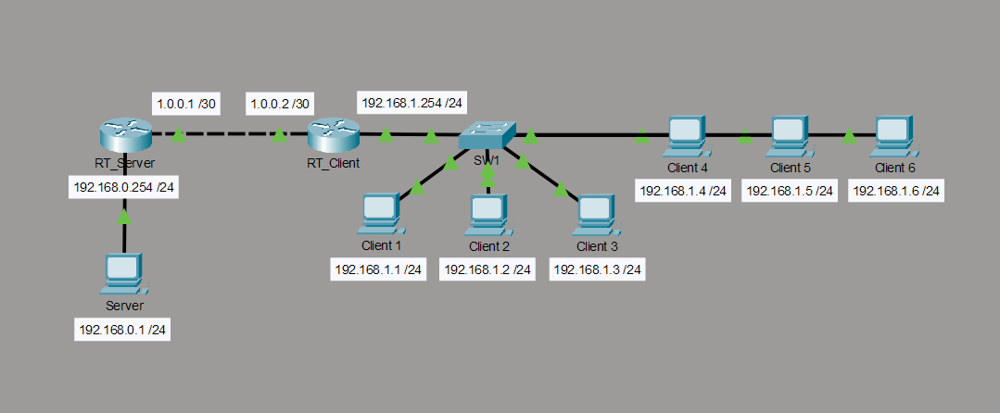 1.0.0.1 /30
1.0.0.2 /30
192.168.1.254 /24
RT_Server
RT_Client
SW1
192.168.0.254 /24
Client 4
Client 5
Client 6
192.168.1.4 /24
192.168.1.5 /24
192.168.1.6 /24
Client 1
Client 2
Client 3
192.168.1.1 /24
192.168.1.2 /24
192.168.1.3 /24
Server
192.168.0.1 /24